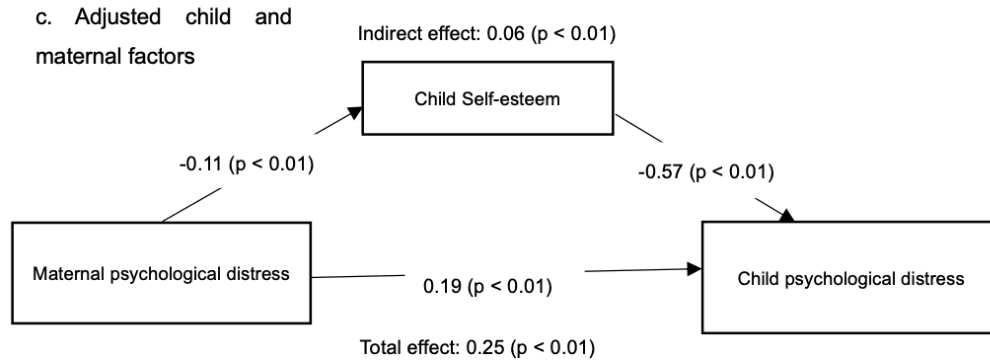 c. Adjusted child and
maternal factors
Indirect effect: 0.06 (p < 0.01)
Child Self-esteem
-0.11 (p < 0.01)
-0.57 (p < 0.01)
Maternal psychological distress
0.19 (p < 0.01)
Child psychological distress
Total effect: 0.25 (p < 0.01)